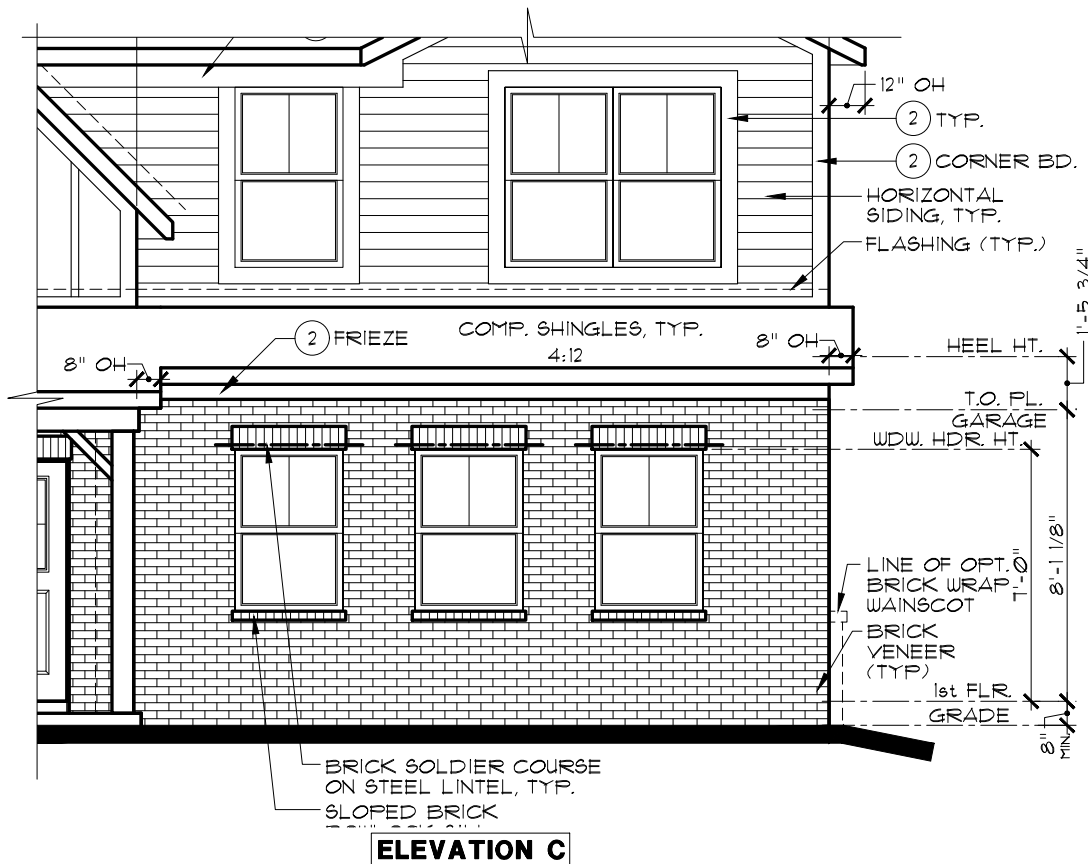 12" OH
2 TYP.
2 CORNER BD.
HORIZONTAL
SIDING, TYP.
FLASHING (TYP.)
1'-5 3/4"
2 FRIEZE
COMP. SHINGLES, TYP.
4:12
8" OH
8" OH
HEEL HT.
T.O. PL.
GARAGE
WDW. HDR. HT.
7'-0"
8'-1 1/8"
LINE OF OPT.
BRICK WRAP
WAINSCOT
BRICK
VENEER
(TYP)
1st FLR.
GRADE
8"
MIN
BRICK SOLDIER COURSE
ON STEEL LINTEL, TYP.
SLOPED BRICK
ELEVATION C